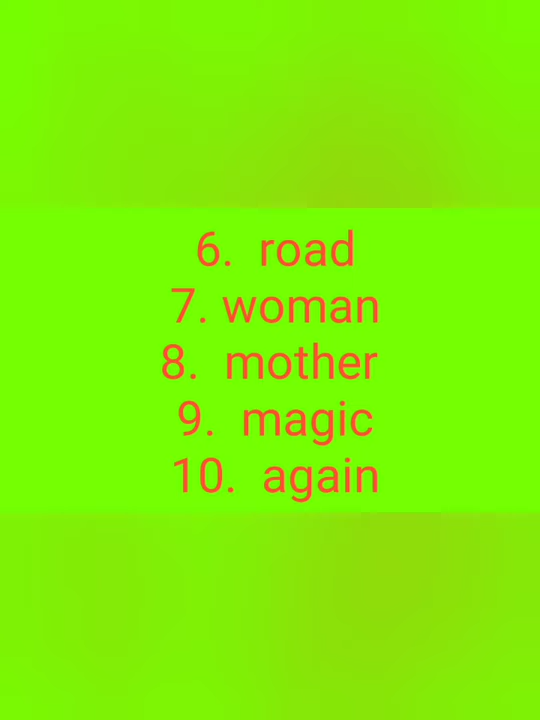 6. road
7. woman
8. mother
9. magic
10. again